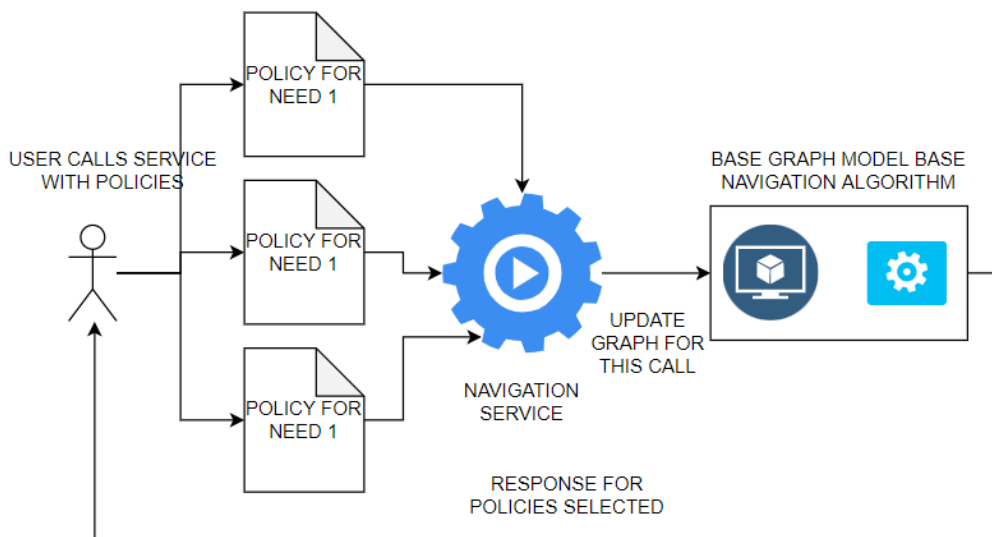 POLICY FOR
NEED 1
USER CALLS SERVICE
WITH POLICIES
BASE GRAPH MODEL BASE
NAVIGATION ALGORITHM
POLICY FOR
NEED 1
UPDATE
GRAPH FOR
THIS CALL
NAVIGATION
SERVICE
POLICY FOR
NEED 1
RESPONSE FOR
POLICIES SELECTED